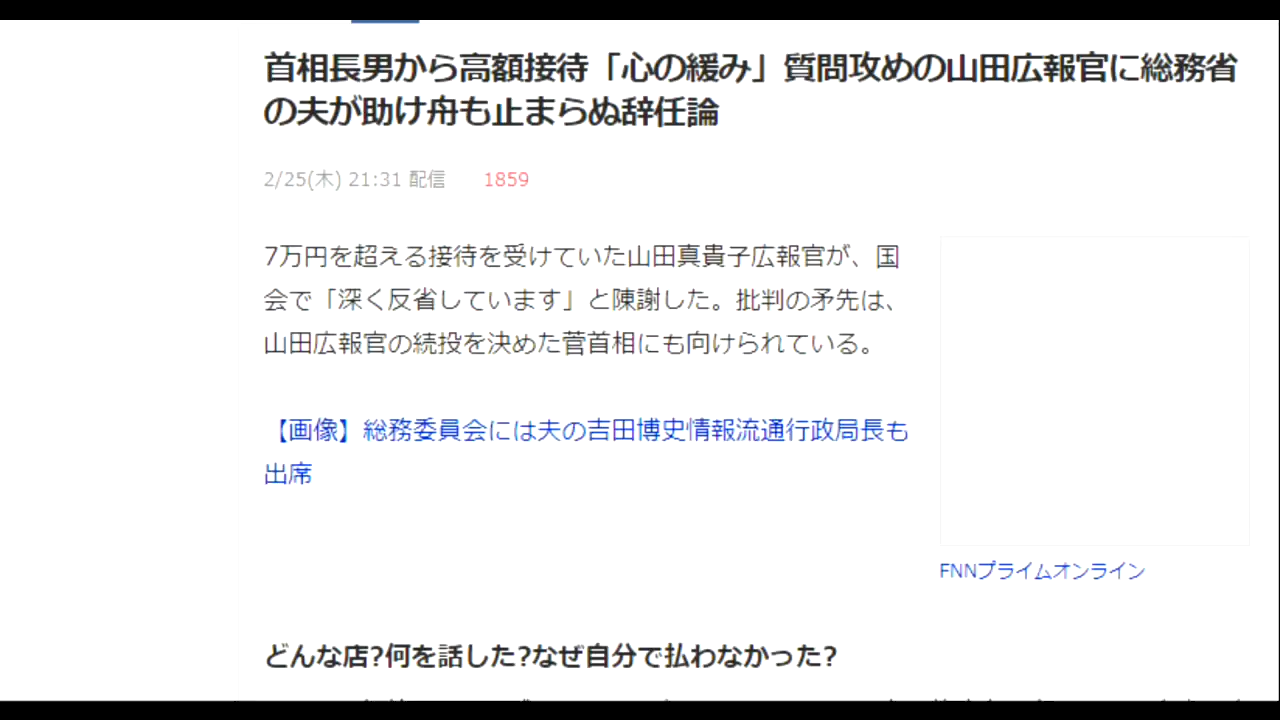 首相長男から高額接待「心の緩み」質問攻めの山田広報官に総務省
の夫が助け舟も止まらぬ辞任論
2/25(木) 21:31 配信 1859
7万円を超える接待を受けていた山田真貴子広報官が、国
会で「深く反省しています」と陳謝した。批判の矛先は、
山田広報官の続投を決めた菅首相にも向けられている。
【画像】総務委員会には夫の吉田博史情報流通行政局長も
出席
FNNプライムオンライン
どんな店?何を話した?なぜ自分で払わなかった?